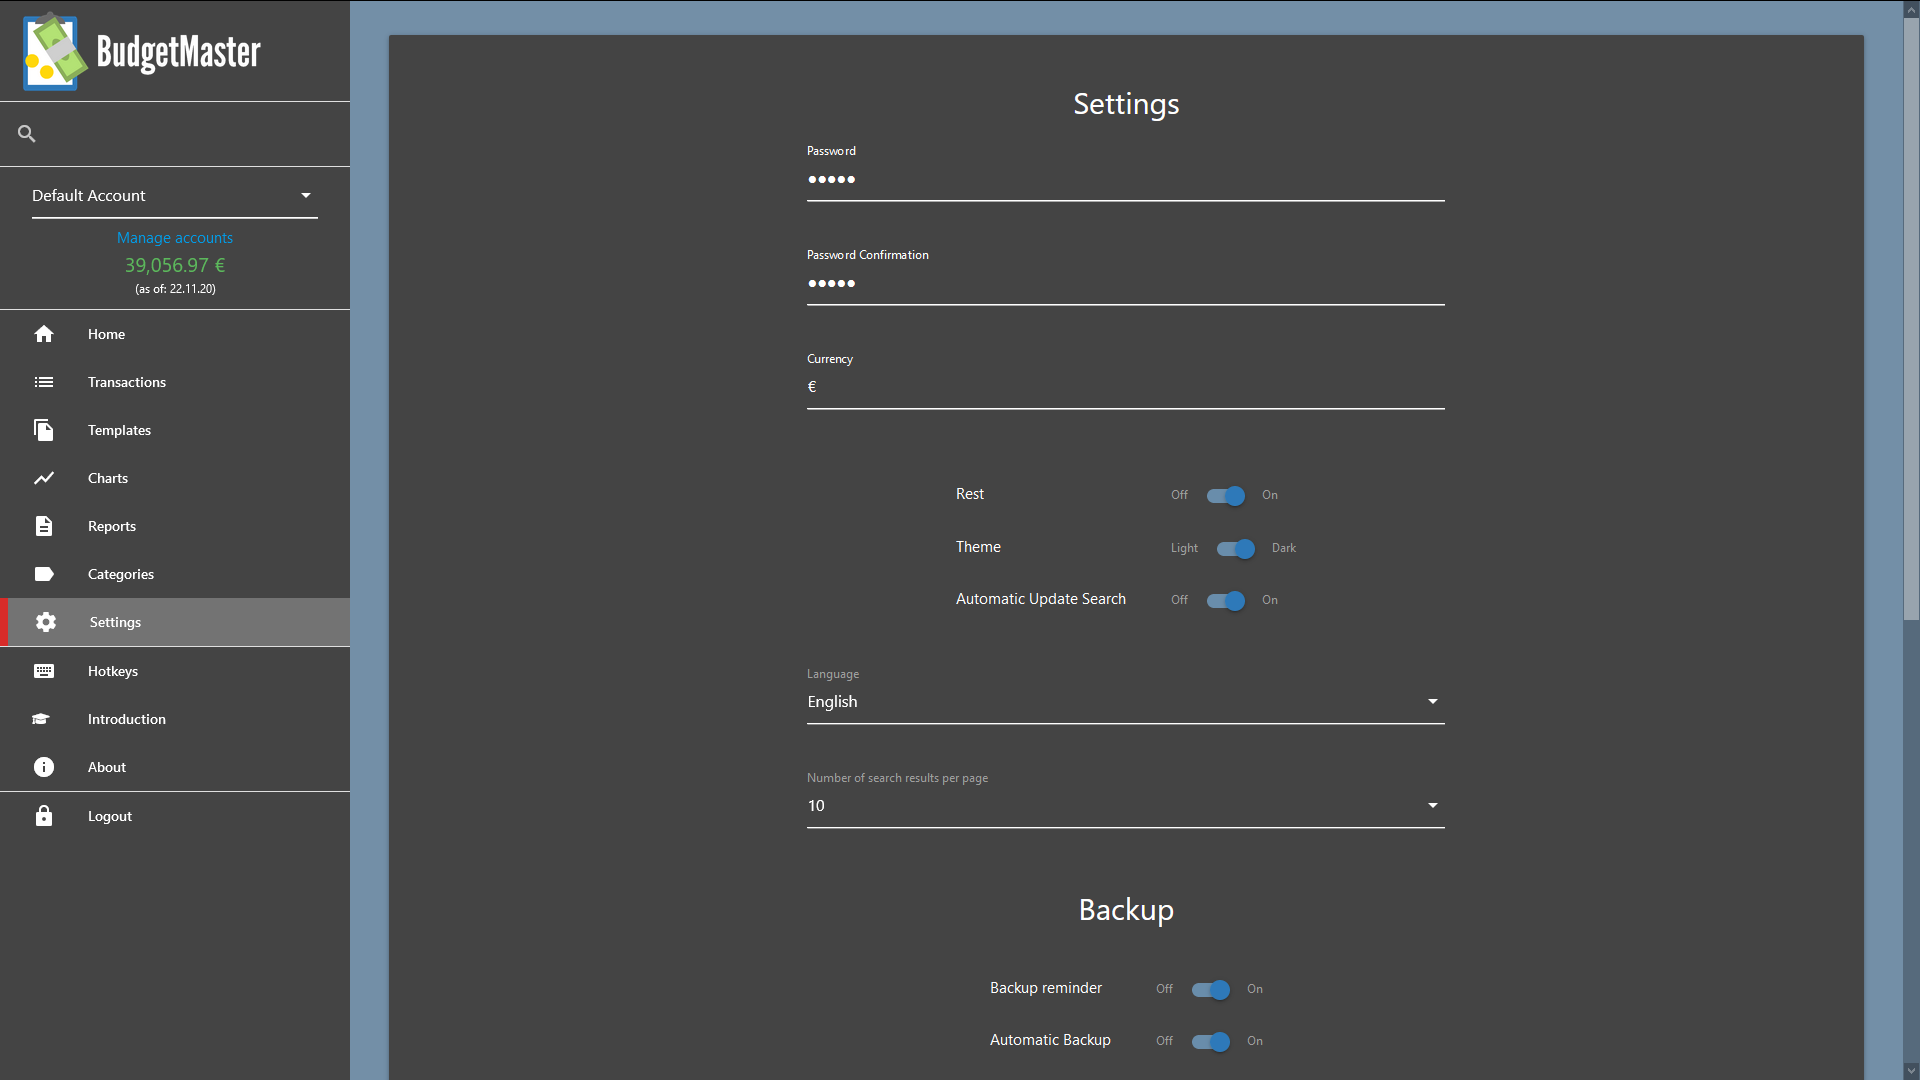 BudgetMaster
Default Account
Manage accounts
39,056.97 €
(as of: 22.11.20)
Home
Transactions
Templates
Charts
Reports
Categories
Settings
Hotkeys
Introduction
About
Logout
Settings
Password
•••••
Password Confirmation
•••••
Currency
€
Rest Off On
Theme Light Dark
Automatic Update Search Off On
Language
English
Number of search results per page
10
Backup
Backup reminder Off On
Automatic Backup Off On